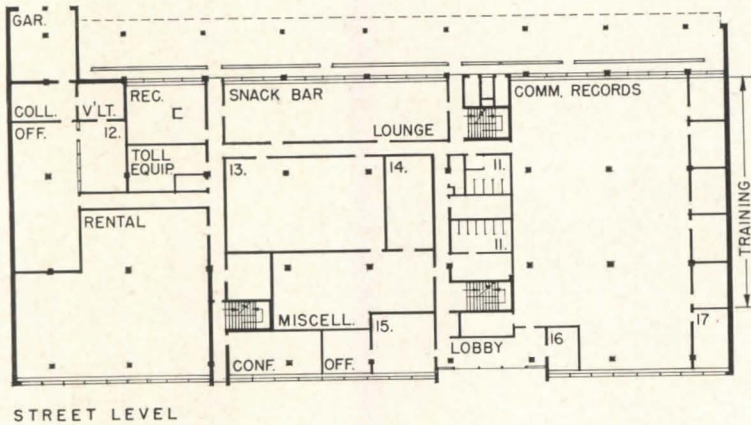 GAR.
COLL.
V'LT.
REC.
SNACK BAR
COMM. RECORDS
OFF.
12.
LOUNGE
TOLL
EQUIP.
13.
14.
11.
RENTAL
11.
TRAINING
MISCELL.
15.
16
17
LOBBY
CONF.
OFF.
STREET LEVEL